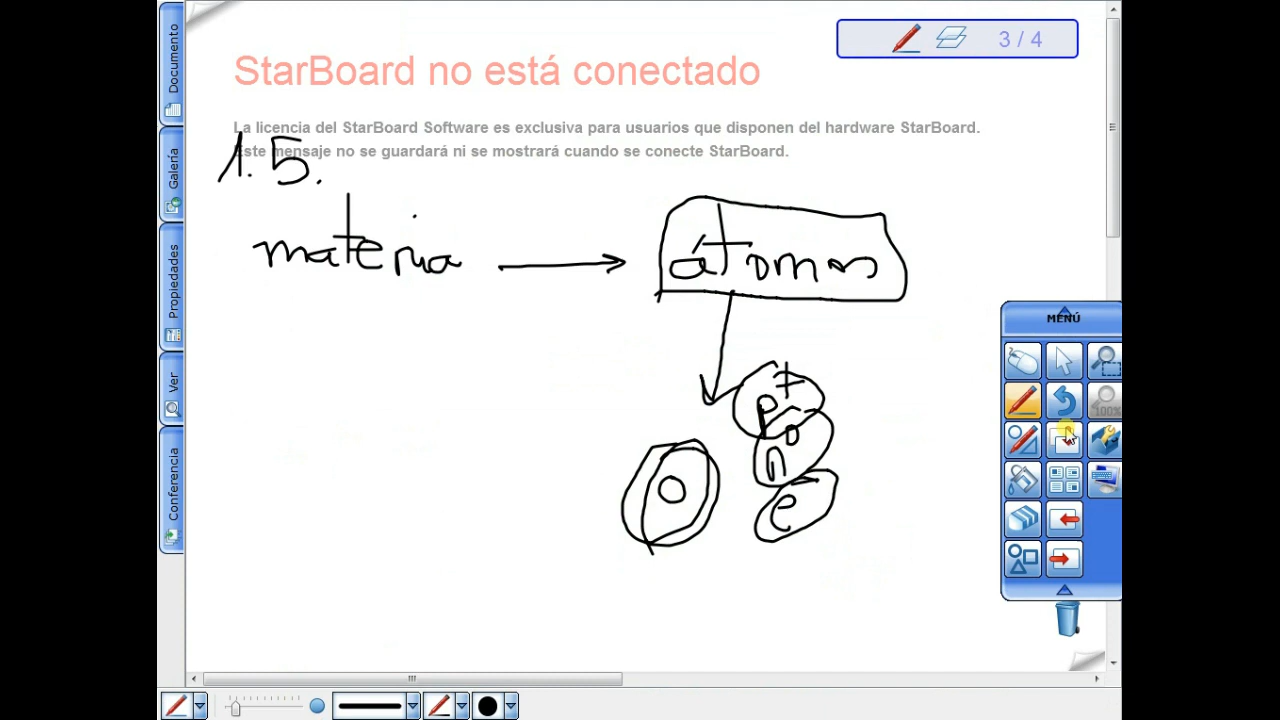 Documento
Galería
Propiedades
Ver
Conferencia
3 / 4
StarBoard no está conectado
La licencia del StarBoard Software es exclusiva para usuarios que disponen del hardware StarBoard.
Este mensaje no se guardará ni se mostrará cuando se conecte StarBoard.
1.5.
materia → átomos
p+
n0
e
MENÚ
100%